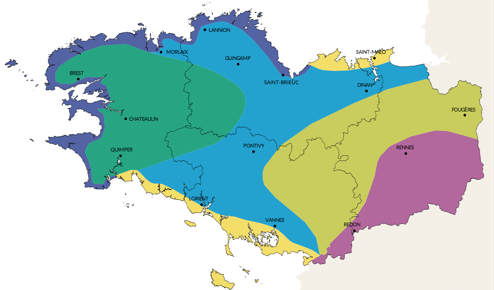 LANNION
MORLAIX
SAINT-MALO
GUINGAMP
BREST
SAINT-BRIEUC
DINAN
FOUGÈRES
CHATEAULIN
QUIMPER
PONTIVY
RENNES
LORIENT
VANNES
REDON